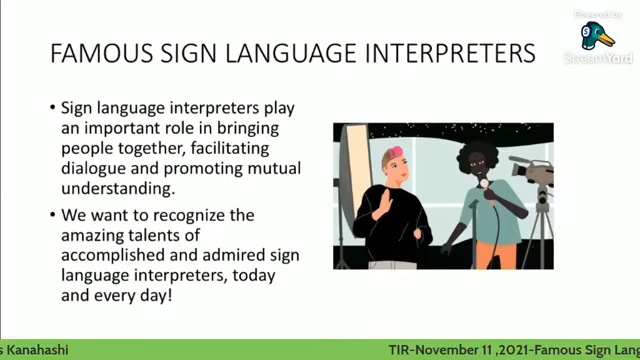 Powered by
StreamYard
FAMOUS SIGN LANGUAGE INTERPRETERS
• Sign language interpreters play
an important role in bringing
people together, facilitating
dialogue and promoting mutual
understanding.
• We want to recognize the
amazing talents of
accomplished and admired sign
language interpreters, today
and every day!
s Kanahashi
TIR-November 11 ,2021-Famous Sign Lang